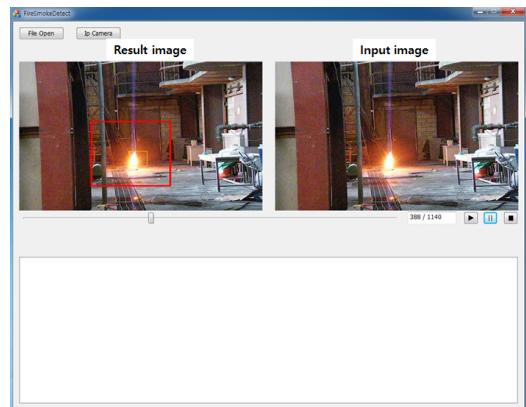 FireSmokeDetect
File Open
Ip Camera
Result image
Input image
388 / 1140